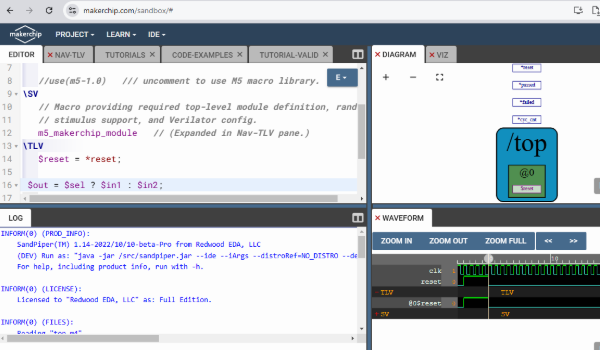 makerchip.com/sandbox/#
makerchip
PROJECT
LEARN
IDE
EDITOR
NAV-TLV
TUTORIALS
CODE-EXAMPLES
TUTORIAL-VALID
7
8 //use(m5-1.0) /// uncomment to use M5 macro library.
E
9 \SV
10 // Macro providing required top-level module definition, rand
11 // stimulus support, and Verilator config.
12 m5_makerchip_module // (Expanded in Nav-TLV pane.)
13 \TLV
14 $reset = *reset;
15
16 $out = $sel ? $in1 : $in2;
17
DIAGRAM
VIZ
*reset
*passed
*failed
*cyc_cnt
/top
@0
$reset
LOG
INFORM(0) (PROD_INFO):
SandPiper(TM) 1.14-2022/10/10-beta-Pro from Redwood EDA, LLC
(DEV) Run as: "java -jar /src/sandpiper.jar --ide --iArgs --distroRef=NO_DISTRO --de
For help, including product info, run with -h.
INFORM(0) (LICENSE):
Licensed to "Redwood EDA, LLC" as: Full Edition.
INFORM(0) (FILES):
Reading "top.m4"
WAVEFORM
ZOOM IN
ZOOM OUT
ZOOM FULL
<<
>>
10
clk
reset
TLV
TLV
@0$reset
SV
SV